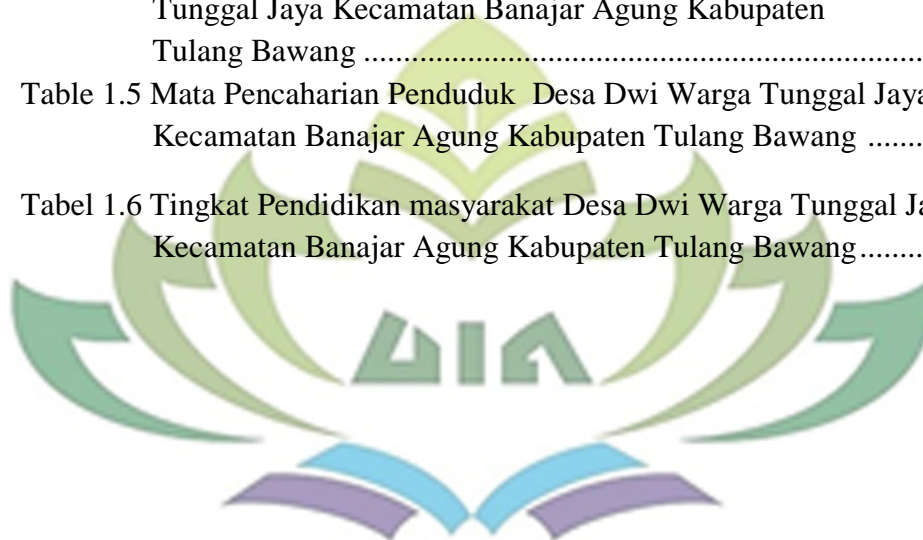 Tunggal Jaya Kecamatan Banajar Agung Kabupaten
Tulang Bawang ......................................................................
Table 1.5 Mata Pencaharian Penduduk Desa Dwi Warga Tunggal Jaya
Kecamatan Banajar Agung Kabupaten Tulang Bawang ........
Tabel 1.6 Tingkat Pendidikan masyarakat Desa Dwi Warga Tunggal
Kecamatan Banajar Agung Kabupaten Tulang Bawang ........
UIN